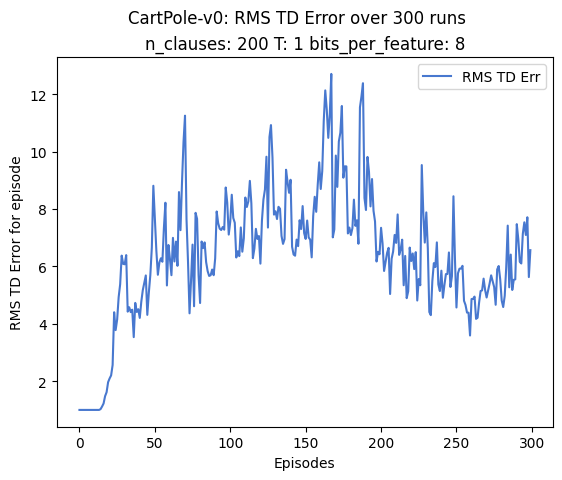 CartPole-v0: RMS TD Error over 300 runs
n_clauses: 200 T: 1 bits_per_feature: 8
RMS TD Err
12
10
8
6
4
2
RMS TD Error for episode
0
50
100
150
200
250
300
Episodes